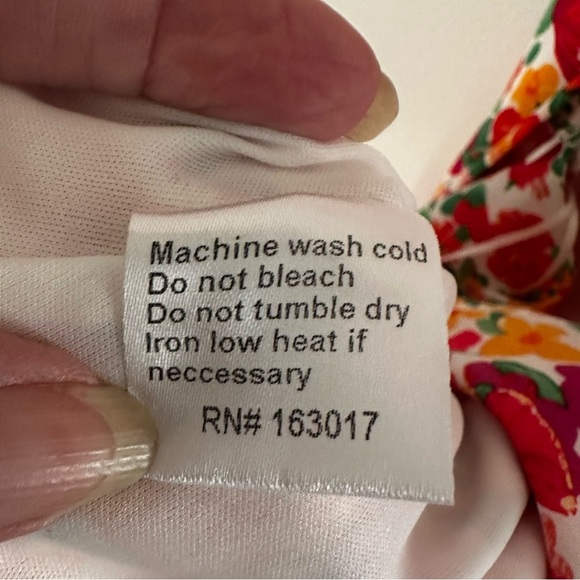 Machine wash cold
Do not bleach
Do not tumble dry
Iron low heat if
neccessary
RN# 163017